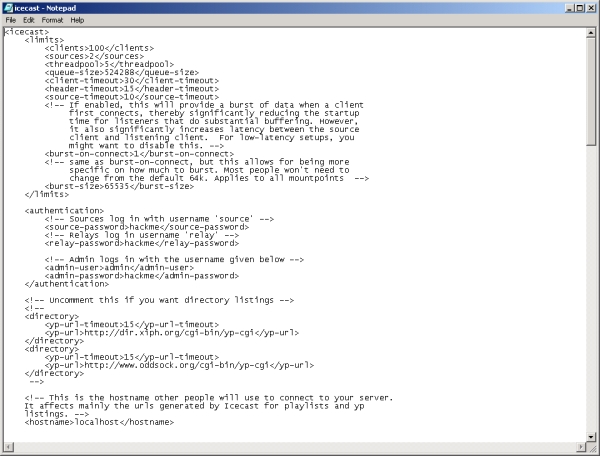 icecast - Notepad
File Edit Format Help
<icecast>
    <limits>
        <clients>100</clients>
        <sources>2</sources>
        <threadpool>5</threadpool>
        <queue-size>524288</queue-size>
        <client-timeout>30</client-timeout>
        <header-timeout>15</header-timeout>
        <source-timeout>10</source-timeout>
        <!-- If enabled, this will provide a burst of data when a client
             first connects, thereby significantly reducing the startup
             time for listeners that do substantial buffering. However,
             it also significantly increases latency between the source
             client and listening client.  For low-latency setups, you
             might want to disable this. -->
        <burst-on-connect>1</burst-on-connect>
        <!-- same as burst-on-connect, but this allows for being more
             specific on how much to burst. Most people won't need to
             change from the default 64k. Applies to all mountpoints  -->
        <burst-size>65535</burst-size>
    </limits>

    <authentication>
        <!-- Sources log in with username 'source' -->
        <source-password>hackme</source-password>
        <!-- Relays log in username 'relay' -->
        <relay-password>hackme</relay-password>

        <!-- Admin logs in with the username given below -->
        <admin-user>admin</admin-user>
        <admin-password>hackme</admin-password>
    </authentication>

    <!-- Uncomment this if you want directory listings -->
    <!--
    <directory>
        <yp-url-timeout>15</yp-url-timeout>
        <yp-url>http://dir.xiph.org/cgi-bin/yp-cgi</yp-url>
    </directory>
    <directory>
        <yp-url-timeout>15</yp-url-timeout>
        <yp-url>http://www.oddsock.org/cgi-bin/yp-cgi</yp-url>
    </directory>
     -->

    <!-- This is the hostname other people will use to connect to your server.
    It affects mainly the urls generated by Icecast for playlists and yp
    listings. -->
    <hostname>localhost</hostname>